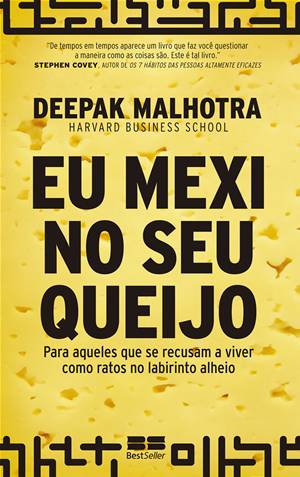 "De tempos em tempos aparece um livro que faz você questionar
a maneira como as coisas são. Este é tal livro."
STEPHEN COVEY, AUTOR DE OS 7 HÁBITOS DAS PESSOAS ALTAMENTE EFICAZES
DEEPAK MALHOTRA
HARVARD BUSINESS SCHOOL
EU MEXI
NO SEU
QUEIJO
Para aqueles que se recusam a viver
como ratos no labirinto alheio
BestSeller